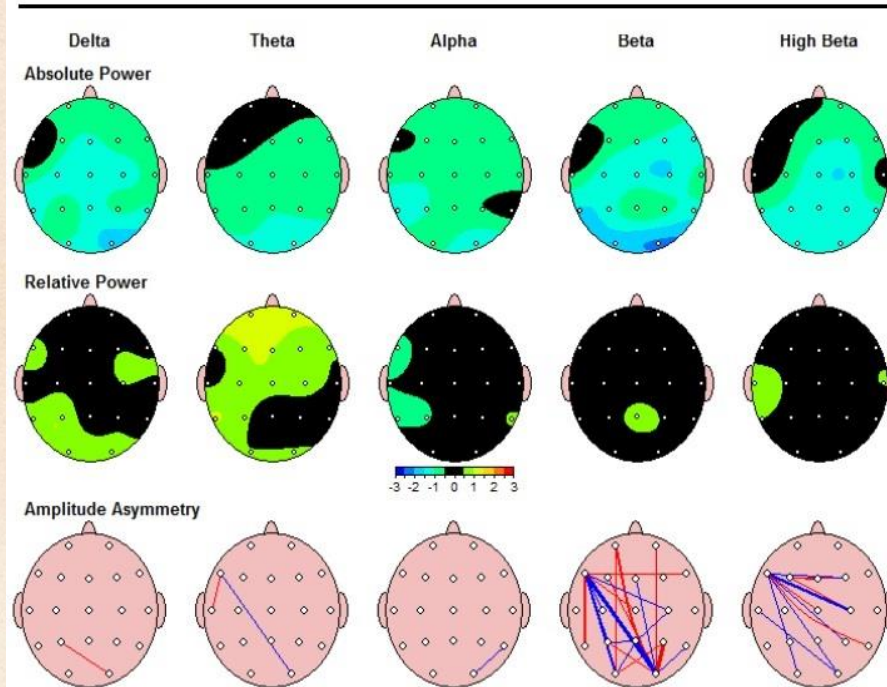 Delta Theta Alpha Beta High Beta
Absolute Power
Relative Power
-3 -2 -1 0 1 2 3
Amplitude Asymmetry